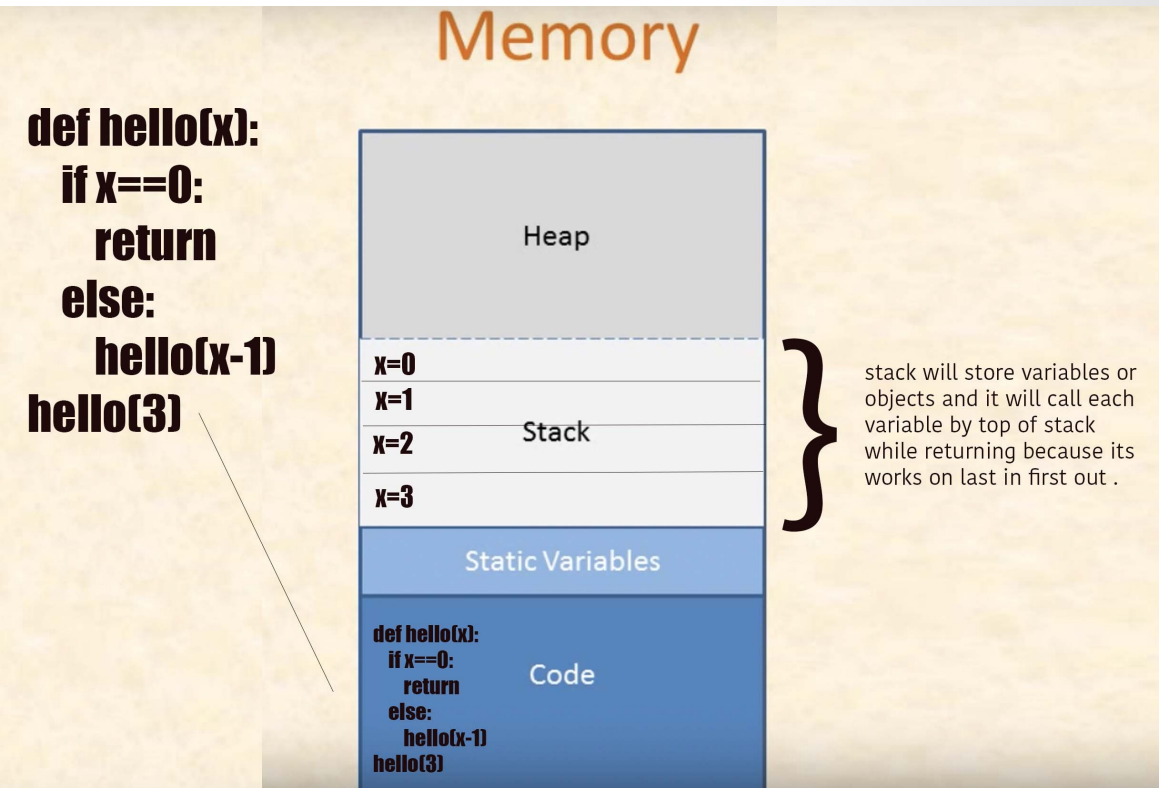 Memory
def hello(x):
if x==0:
return
else:
hello(x-1)
hello(3)
Heap
x=0
x=1
Stack
x=2
x=3
}
stack will store variables or
objects and it will call each
variable by top of stack
while returning because its
works on last in first out .
Static Variables
def hello(x):
if x==0:
return
else:
hello(x-1)
hello(3)
Code